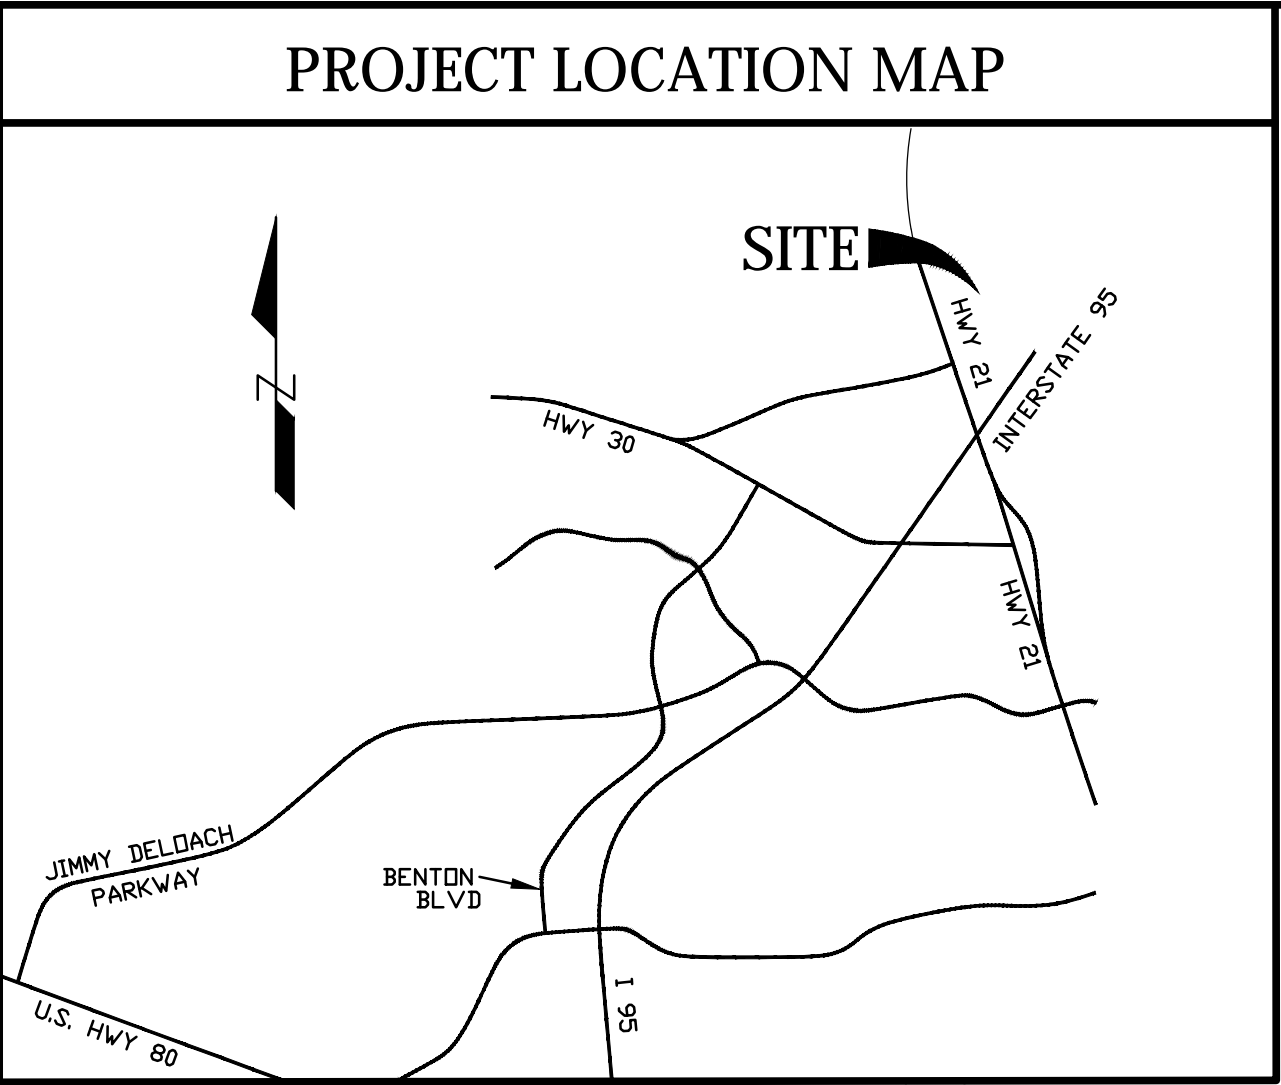 PROJECT LOCATION MAP
SITE
HWY 21
INTERSTATE 95
N
HWY 30
HWY 21
JIMMY DELOACH
PARKWAY
BENTON
BLVD
I 95
U.S. HWY 80